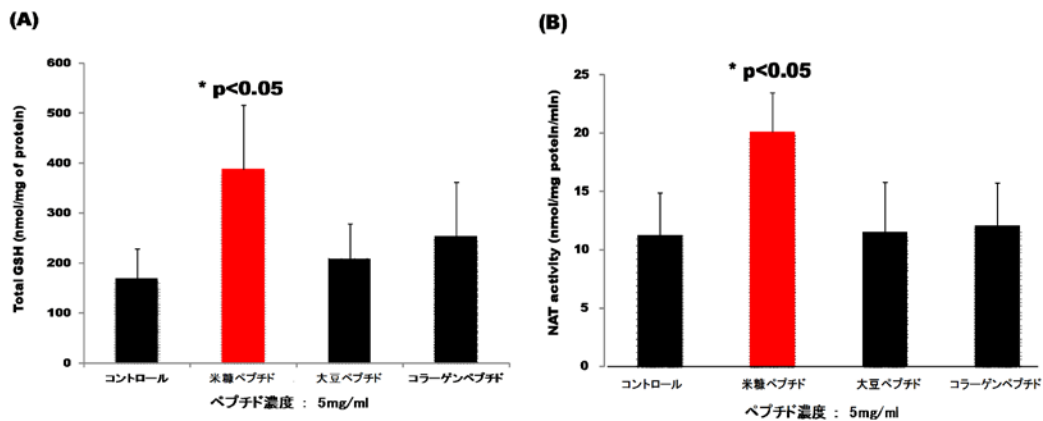 (A)
Total GSH (nmol/mg of protein)
600
500
400
300
200
100
0
* p<0.05
コントロール 米糠ペプチド 大豆ペプチド コラーゲンペプチド
ペプチド濃度 : 5mg/ml
(B)
NAT activity (nmol/mg potein/min)
25
20
15
10
5
0
* p<0.05
コントロール 米糠ペプチド 大豆ペプチド コラーゲンペプチド
ペプチド濃度 : 5mg/ml